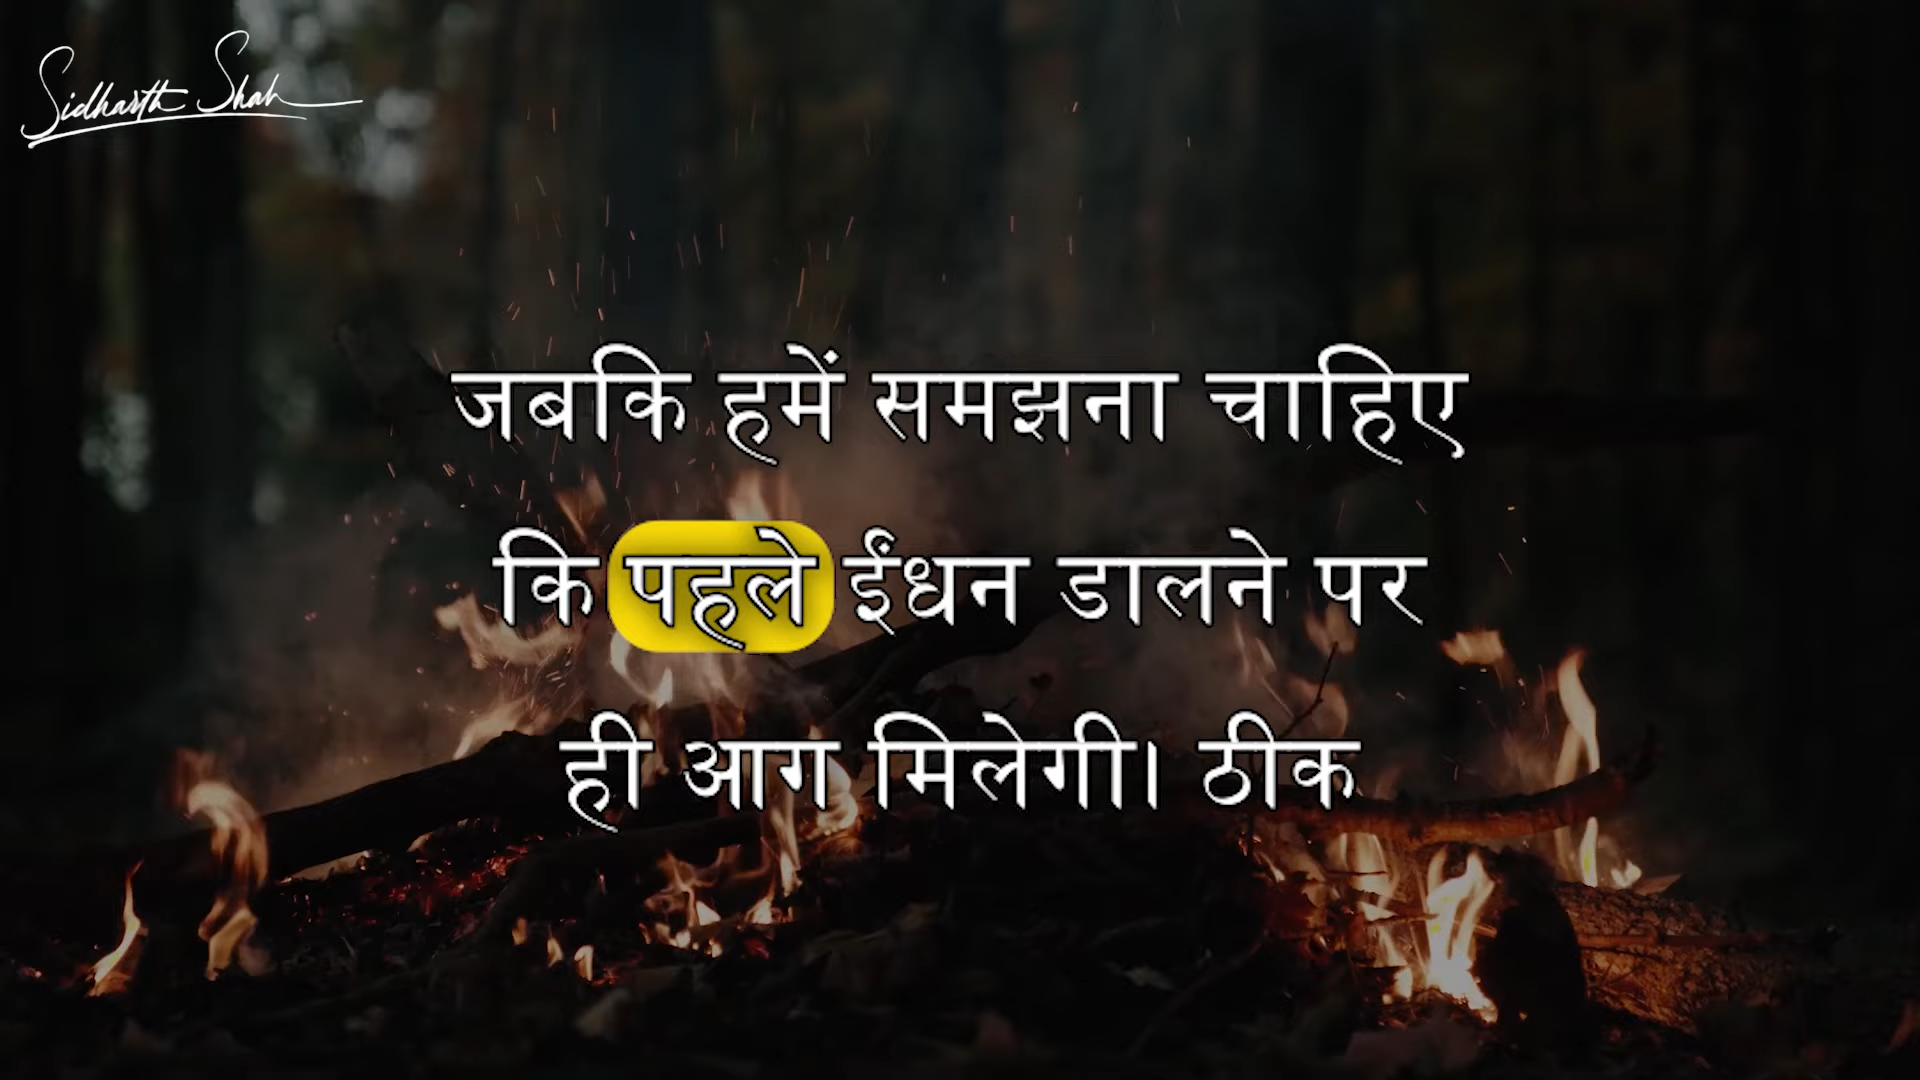 Sidharth Shah
जबकि हमें समझना चाहिए
कि पहले ईंधन डालने पर
ही आग मिलेगी। ठीक